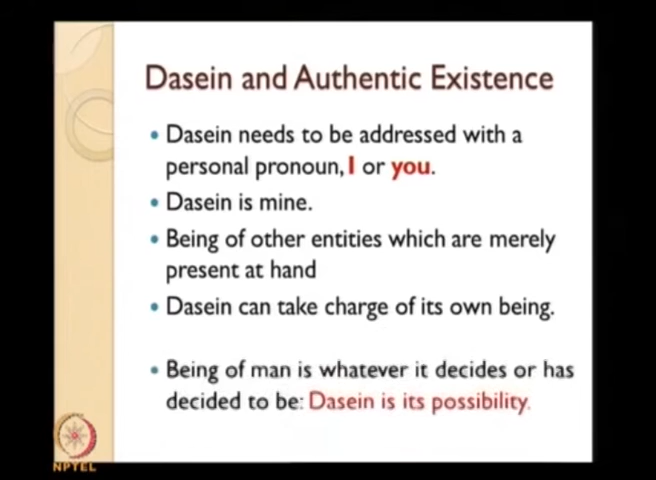 Dasein and Authentic Existence
• Dasein needs to be addressed with a
personal pronoun, I or you.
• Dasein is mine.
• Being of other entities which are merely
present at hand
• Dasein can take charge of its own being.
• Being of man is whatever it decides or has
decided to be: Dasein is its possibility.
NPTEL